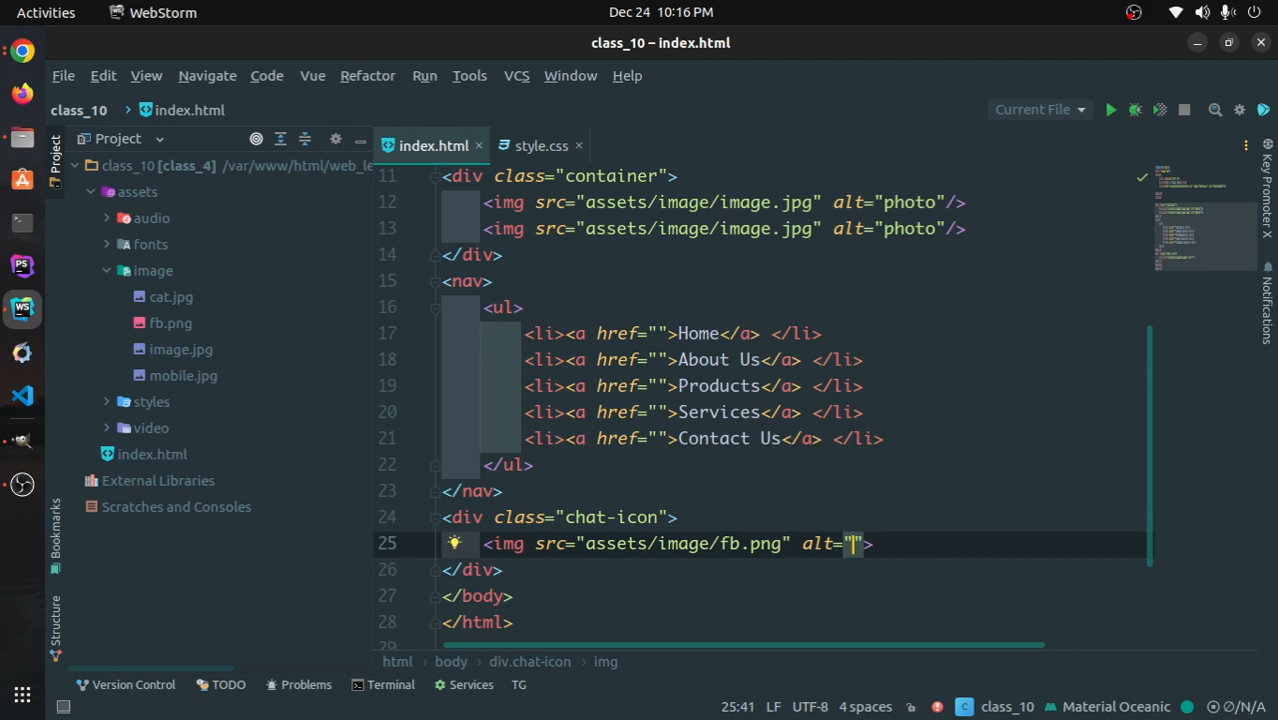 Activities WebStorm Dec 24 10:16 PM
class_10 – index.html
File Edit View Navigate Code Vue Refactor Run Tools VCS Window Help
class_10 index.html Current File
Project
Project
index.html
style.css
class_10 [class_4] /var/www/html/web_le
assets
audio
fonts
image
cat.jpg
fb.png
image.jpg
mobile.jpg
styles
video
index.html
External Libraries
Scratches and Consoles
Bookmarks
Structure
11 <div class="container">
12 <img src="assets/image/image.jpg" alt="photo"/>
13 <img src="assets/image/image.jpg" alt="photo"/>
14 </div>
15 <nav>
16 <ul>
17 <li><a href="">Home</a> </li>
18 <li><a href="">About Us</a> </li>
19 <li><a href="">Products</a> </li>
20 <li><a href="">Services</a> </li>
21 <li><a href="">Contact Us</a> </li>
22 </ul>
23 </nav>
24 <div class="chat-icon">
25 <img src="assets/image/fb.png" alt="">
26 </div>
27 </body>
28 </html>
29
Key Promoter X
Notifications
html body div.chat-icon img
Version Control TODO Problems Terminal Services TG
25:41 LF UTF-8 4 spaces C class_10 Material Oceanic Ø/N/A